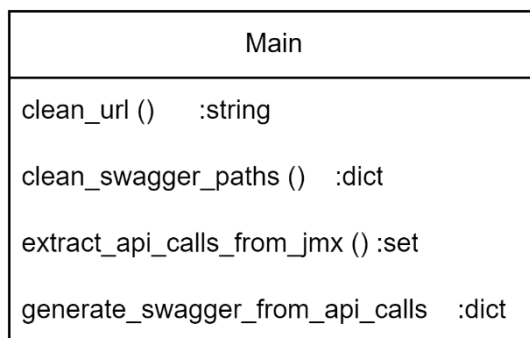 Main
clean_url () :string
clean_swagger_paths () :dict
extract_api_calls_from_jmx () :set
generate_swagger_from_api_calls :dict